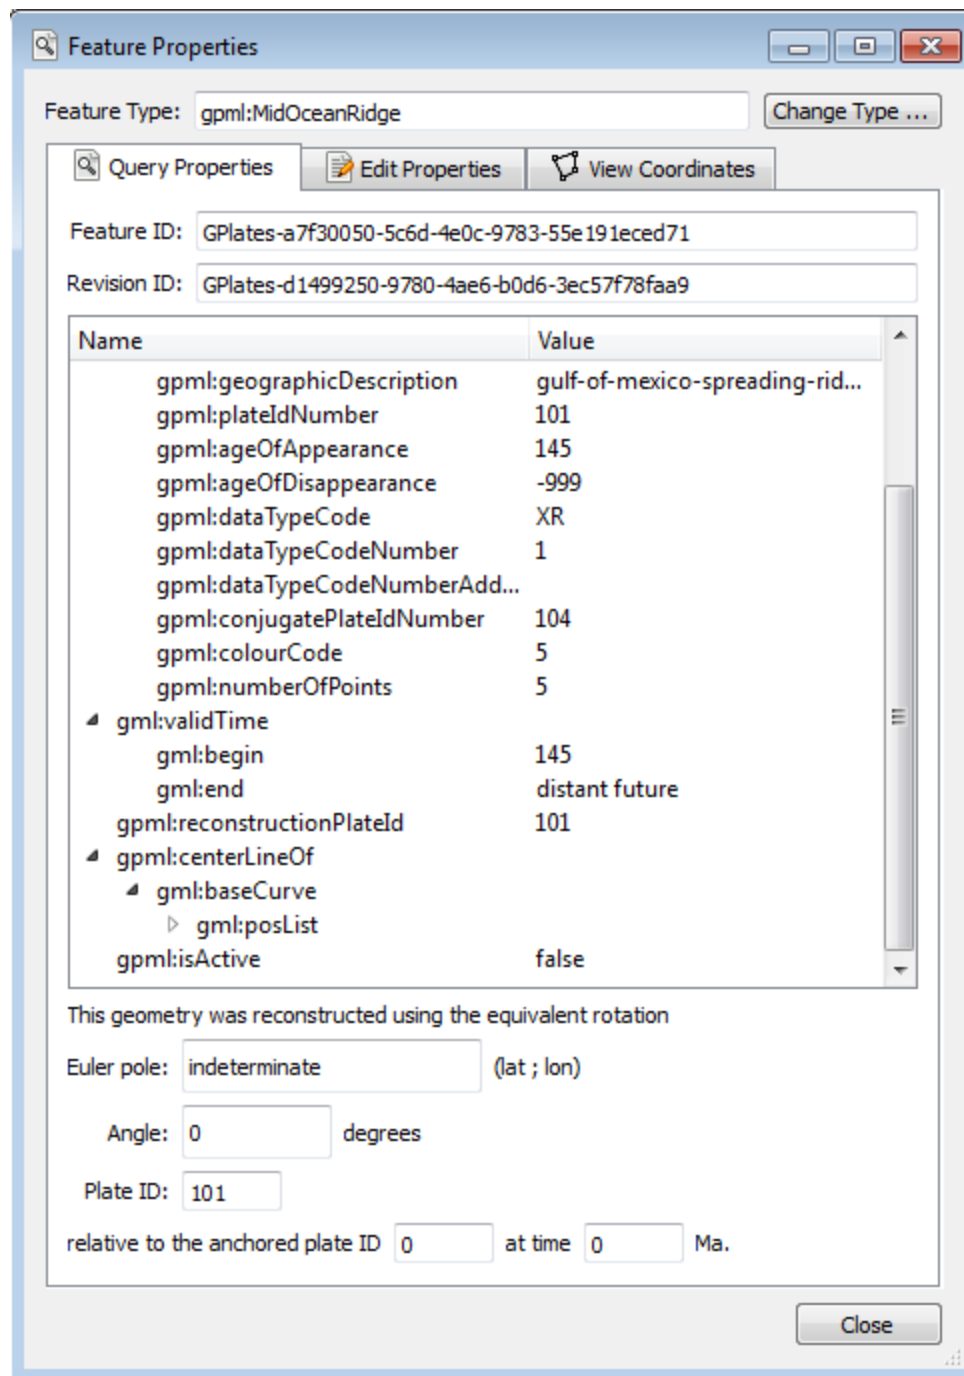 Feature Properties
Feature Type: gpml:MidOceanRidge Change Type ...
Query Properties Edit Properties View Coordinates
Feature ID: GPlates-a7f30050-5c6d-4e0c-9783-55e191eced71
Revision ID: GPlates-d1499250-9780-4ae6-b0d6-3ec57f78faa9
Name Value
gpml:geographicDescription gulf-of-mexico-spreading-rid...
gpml:plateIdNumber 101
gpml:ageOfAppearance 145
gpml:ageOfDisappearance -999
gpml:dataTypeCode XR
gpml:dataTypeCodeNumber 1
gpml:dataTypeCodeNumberAdd...
gpml:conjugatePlateIdNumber 104
gpml:colourCode 5
gpml:numberOfPoints 5
gml:validTime
gml:begin 145
gml:end distant future
gpml:reconstructionPlateId 101
gpml:centerLineOf
gml:baseCurve
gml:posList
gpml:isActive false
This geometry was reconstructed using the equivalent rotation
Euler pole: indeterminate (lat ; lon)
Angle: 0 degrees
Plate ID: 101
relative to the anchored plate ID 0 at time 0 Ma.
Close